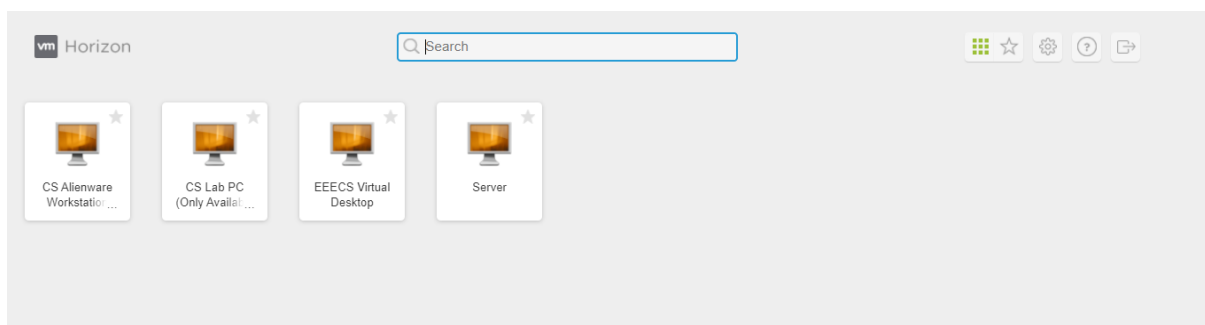 vm Horizon
Search
CS Alienware
Workstation...
CS Lab PC
(Only Availab...
EEECS Virtual
Desktop
Server